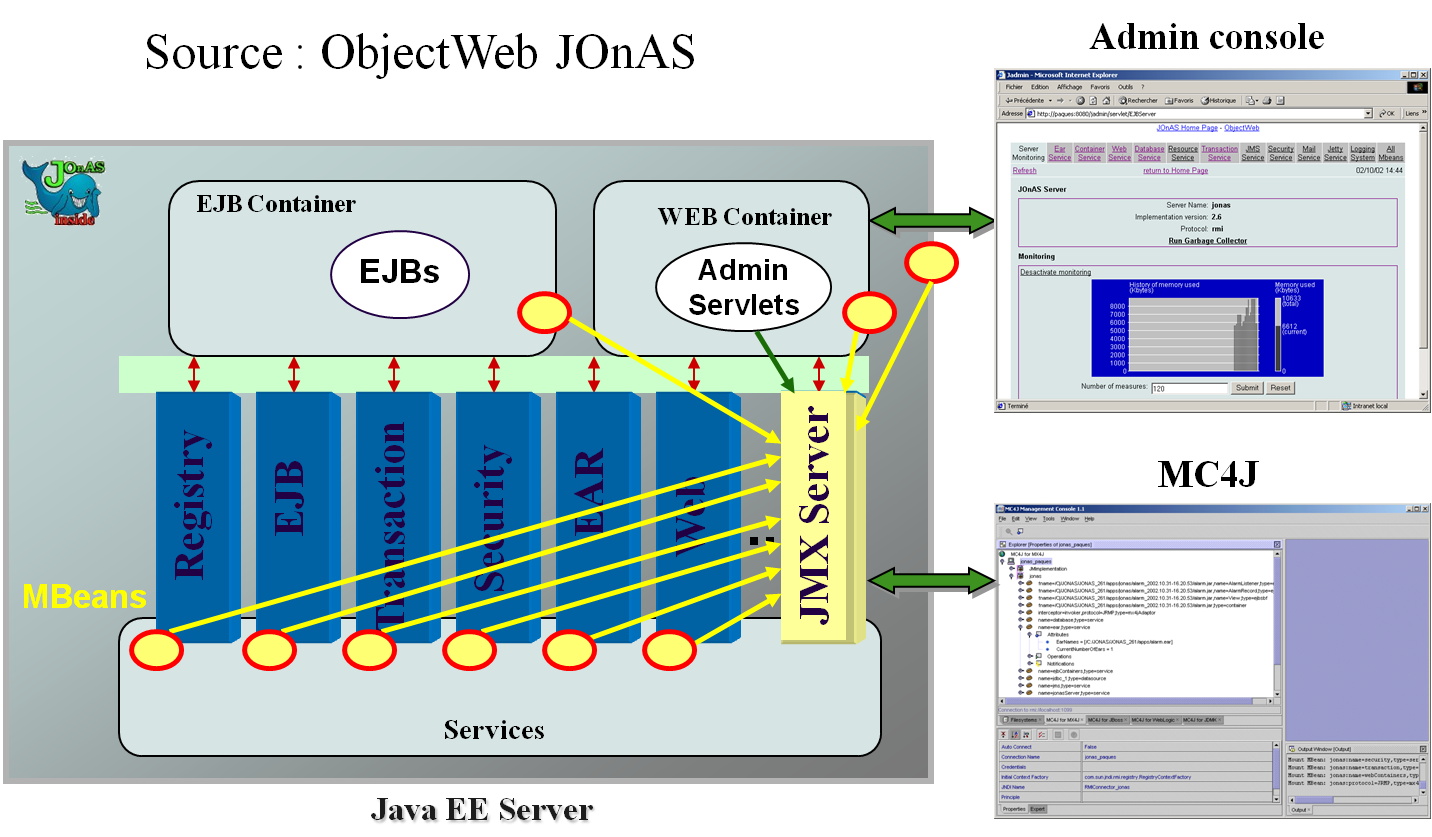 Source : ObjectWeb JOnAS
JOnAS
inside
EJB Container
EJBs
WEB Container
Admin
Servlets
Registry
EJB
Transaction
Security
EAR
Web
..
JMX Server
MBeans
Services
Java EE Server
Admin console
Jadmin - Microsoft Internet Explorer
Fichier Edition Affichage Favoris Outils ?
Précédente Rechercher Favoris Historique
Adresse http://paques:8080/jadmin/servlet/EJBServer OK Liens »
JOnAS Home Page - ObjectWeb
Server Monitoring Ear Service Container Service Web Service Database Service Resource Service Transaction Service JMS Service Security Service Mail Service Jetty Service Logging System All Mbeans
Refresh return to Home Page 02/10/02 14:44
JOnAS Server
Server Name: jonas
Implementation version: 2.6
Protocol: rmi
Run Garbage Collector
Monitoring
Desactivate monitoring
History of memory used
(Kbytes)
Memory used
(Kbytes)
8000
7000
6000
5000
4000
3000
2000
1000
0
10633
(total)
6612
(current)
0
Number of measures: 120 Submit Reset
Terminé Intranet local
MC4J
MC4J Management Console 1.1
File Edit View Tools Window Help
Explorer [Properties of jonas_paques]
MC4J for MX4J
jonas_paques
JMImplementation
jonas
name=database,type=service
name=ear,type=service
Attributes
EarNames = [/C:\JONAS\JONAS_261/apps/alarm.ear]
CurrentNumberOfEars = 1
Operations
Notifications
name=ejbContainers,type=service
name=jdbc_1,type=datasource
name=jms,type=service
name=jonasServer,type=service
Filesystems MC4J for MX4J MC4J for JBoss MC4J for WebLogic MC4J for JDMK
Auto Connect False
Connection Name jonas_paques
Credentials
Initial Context Factory com.sun.jndi.rmi.registry.RegistryContextFactory
JNDI Name RMIConnector_jonas
Principle
Properties Expert
Output Window [Output]
Mount MBean: jonas:name=security,type=ser
Mount MBean: jonas:name=transaction,type=
Mount MBean: jonas:name=webContainers,typ
Mount MBean: jonas:protocol=JRMP,type=mx4
Output